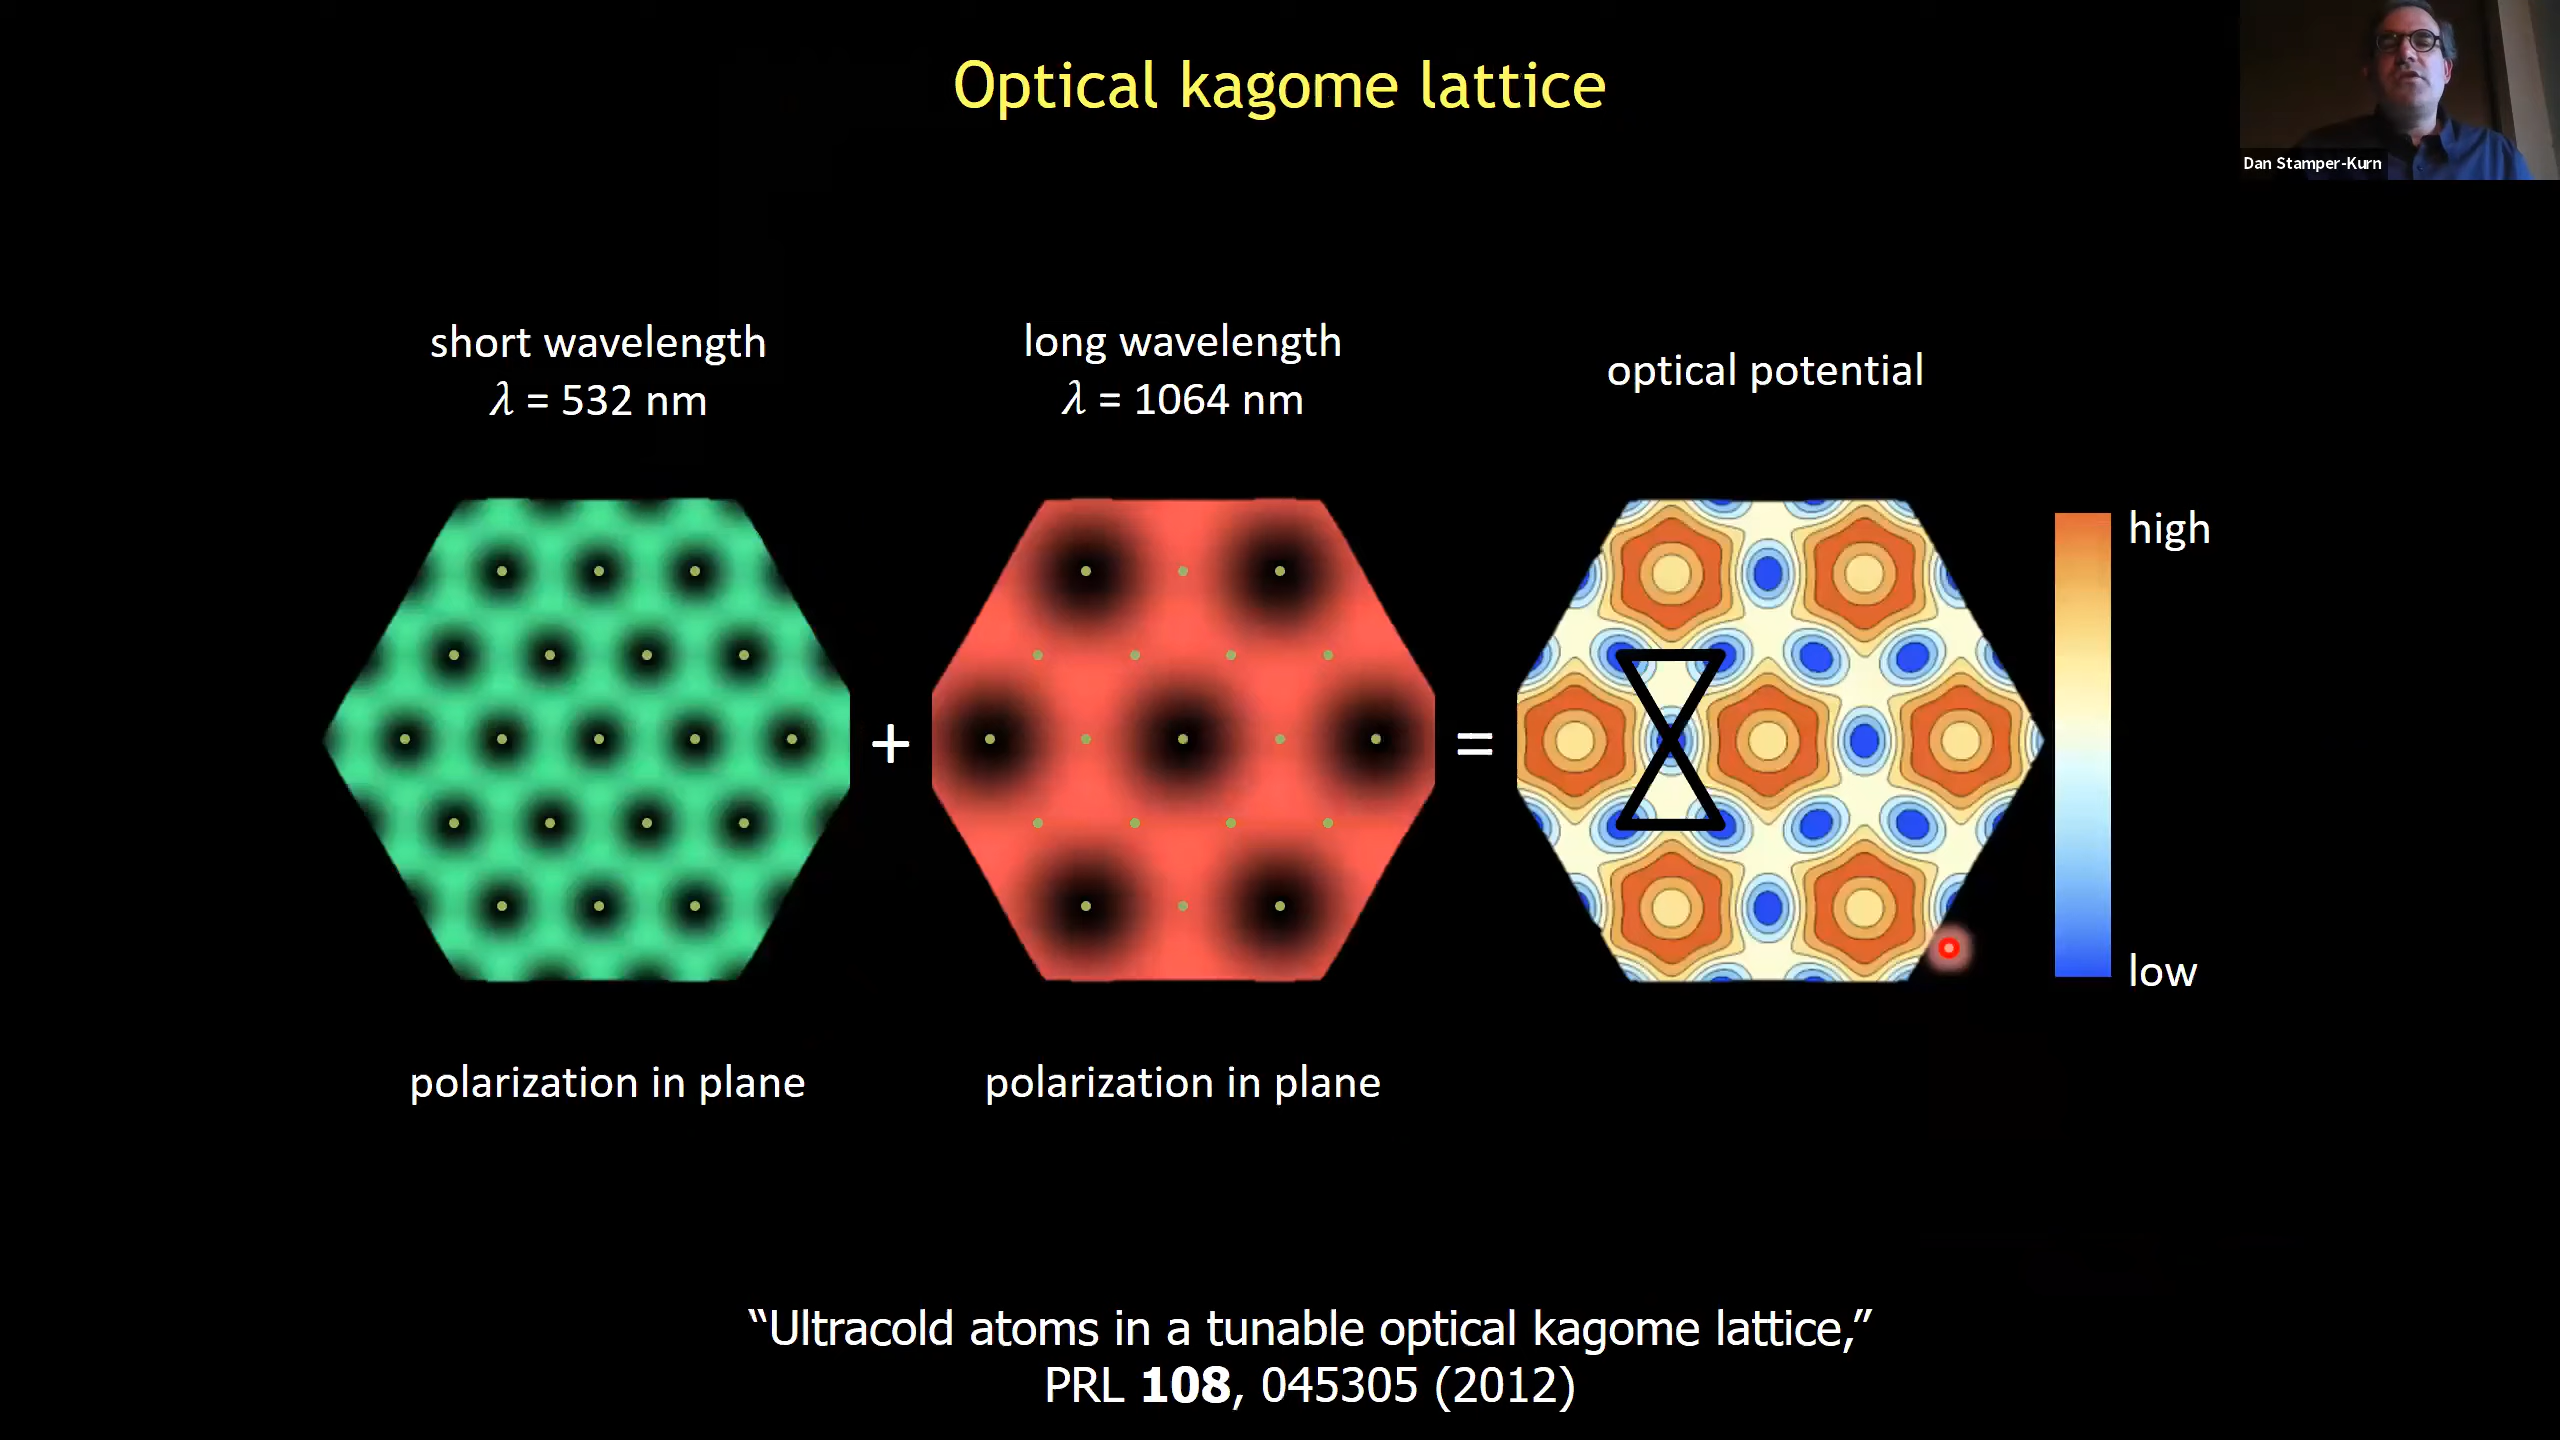 Optical kagome lattice
Dan Stamper-Kurn
short wavelength
λ = 532 nm
long wavelength
λ = 1064 nm
optical potential
+
=
high
low
polarization in plane
polarization in plane
“Ultracold atoms in a tunable optical kagome lattice,”
PRL 108, 045305 (2012)